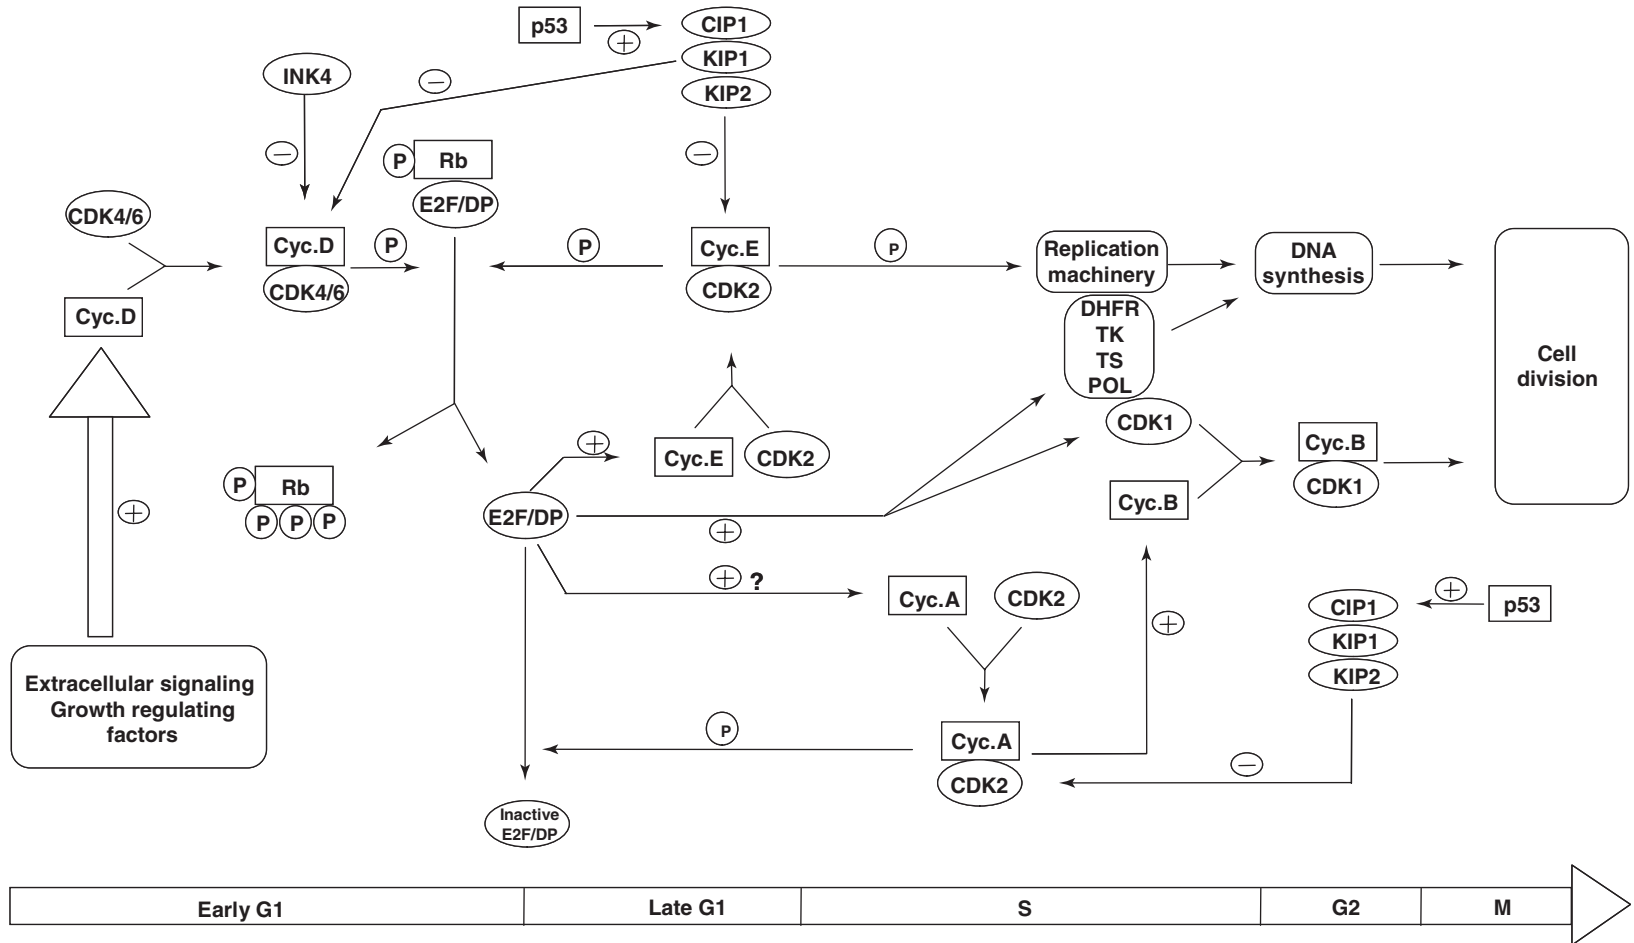 p53
+
CIP1
KIP1
KIP2
INK4
−
−
−
P
Rb
E2F/DP
CDK4/6
Cyc.D
Cyc.D
CDK4/6
P
P
Cyc.E
CDK2
P
Replication
machinery
DHFR
TK
TS
POL
CDK1
DNA
synthesis
Cell
division
Cyc.E
CDK2
+
P
Rb
P
P
P
E2F/DP
+
+
+ ?
Cyc.B
Cyc.B
CDK1
Cyc.A
CDK2
+
CIP1
KIP1
KIP2
+
p53
Extracellular signaling
Growth regulating
factors
P
Cyc.A
CDK2
−
Inactive
E2F/DP
Early G1
Late G1
S
G2
M